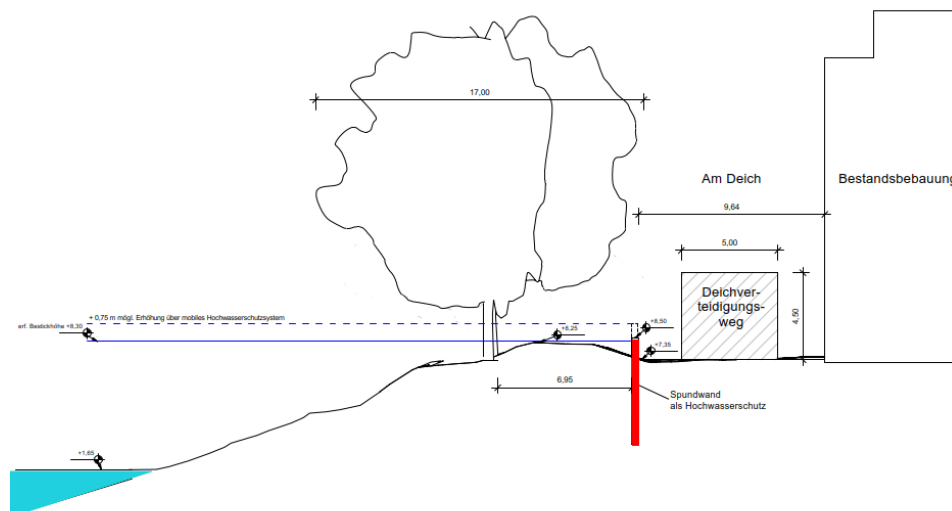 17,00
Am Deich
Bestandsbebauung
9,64
5,00
Deichver-
teidigungs-
weg
4,50
+ 0,75 m mögl. Erhöhung über mobiles Hochwasserschutzsystem
erf. Bestickhöhe +8,30
+8,25
+8,50
+7,35
6,95
Spundwand
als Hochwasserschutz
+1,65